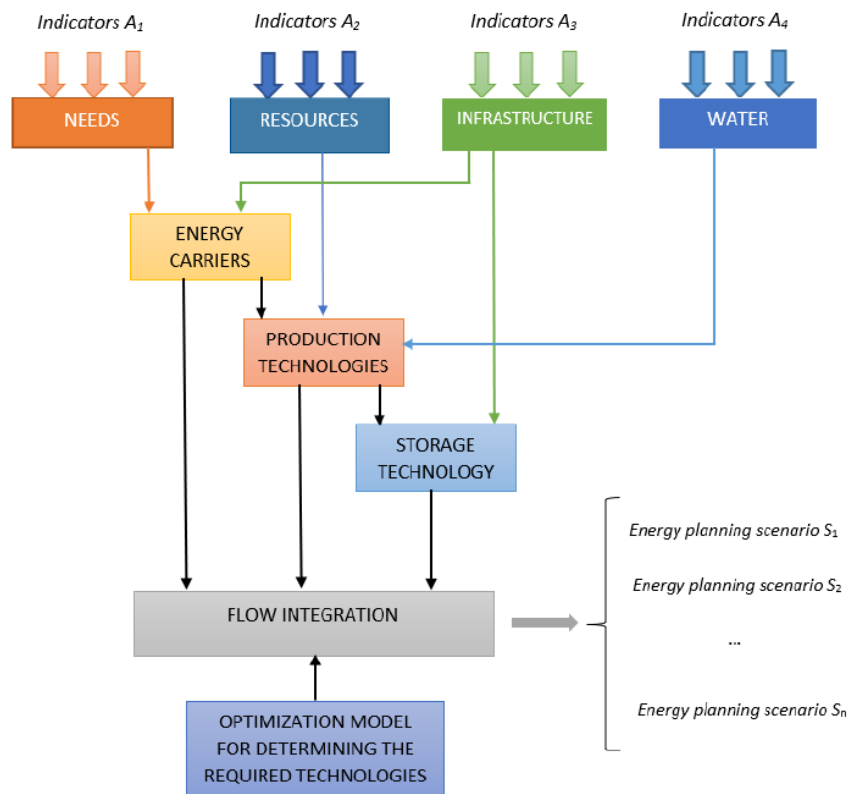 Indicators A₁
Indicators A₂
Indicators A₃
Indicators A₄
NEEDS
RESOURCES
INFRASTRUCTURE
WATER
ENERGY
CARRIERS
PRODUCTION
TECHNOLOGIES
STORAGE
TECHNOLOGY
Energy planning scenario S₁
Energy planning scenario S₂
...
Energy planning scenario Sₙ
FLOW INTEGRATION
OPTIMIZATION MODEL
FOR DETERMINING THE
REQUIRED TECHNOLOGIES